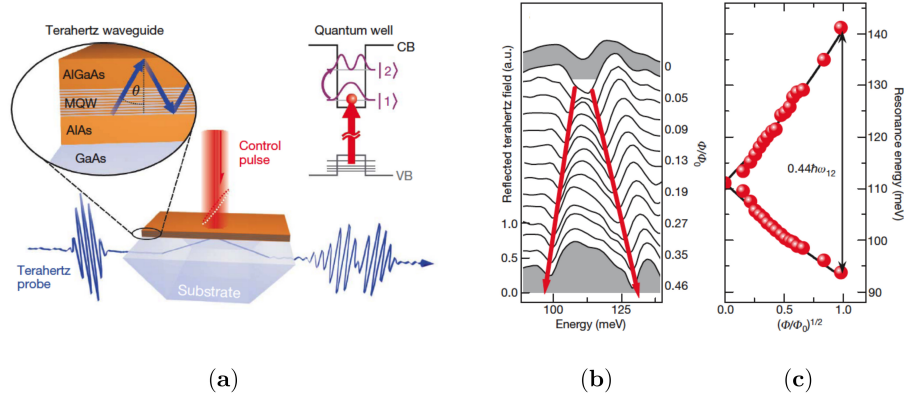 Terahertz waveguide
AlGaAs
MQW
AlAs
GaAs
θ
Control
pulse
Terahertz
probe
Substrate
Quantum well
CB
|2⟩
|1⟩
VB
(a)
Reflected terahertz field (a.u.)
1.0
0.5
0.0
100
125
Energy (meV)
0
0.05
0.09
0.13
0.19
0.27
0.35
0.46
Φ/Φ₀
(b)
0.44ħω₁₂
140
130
120
110
100
90
Resonance energy (meV)
0.0
0.5
1.0
(Φ/Φ₀)¹/²
(c)